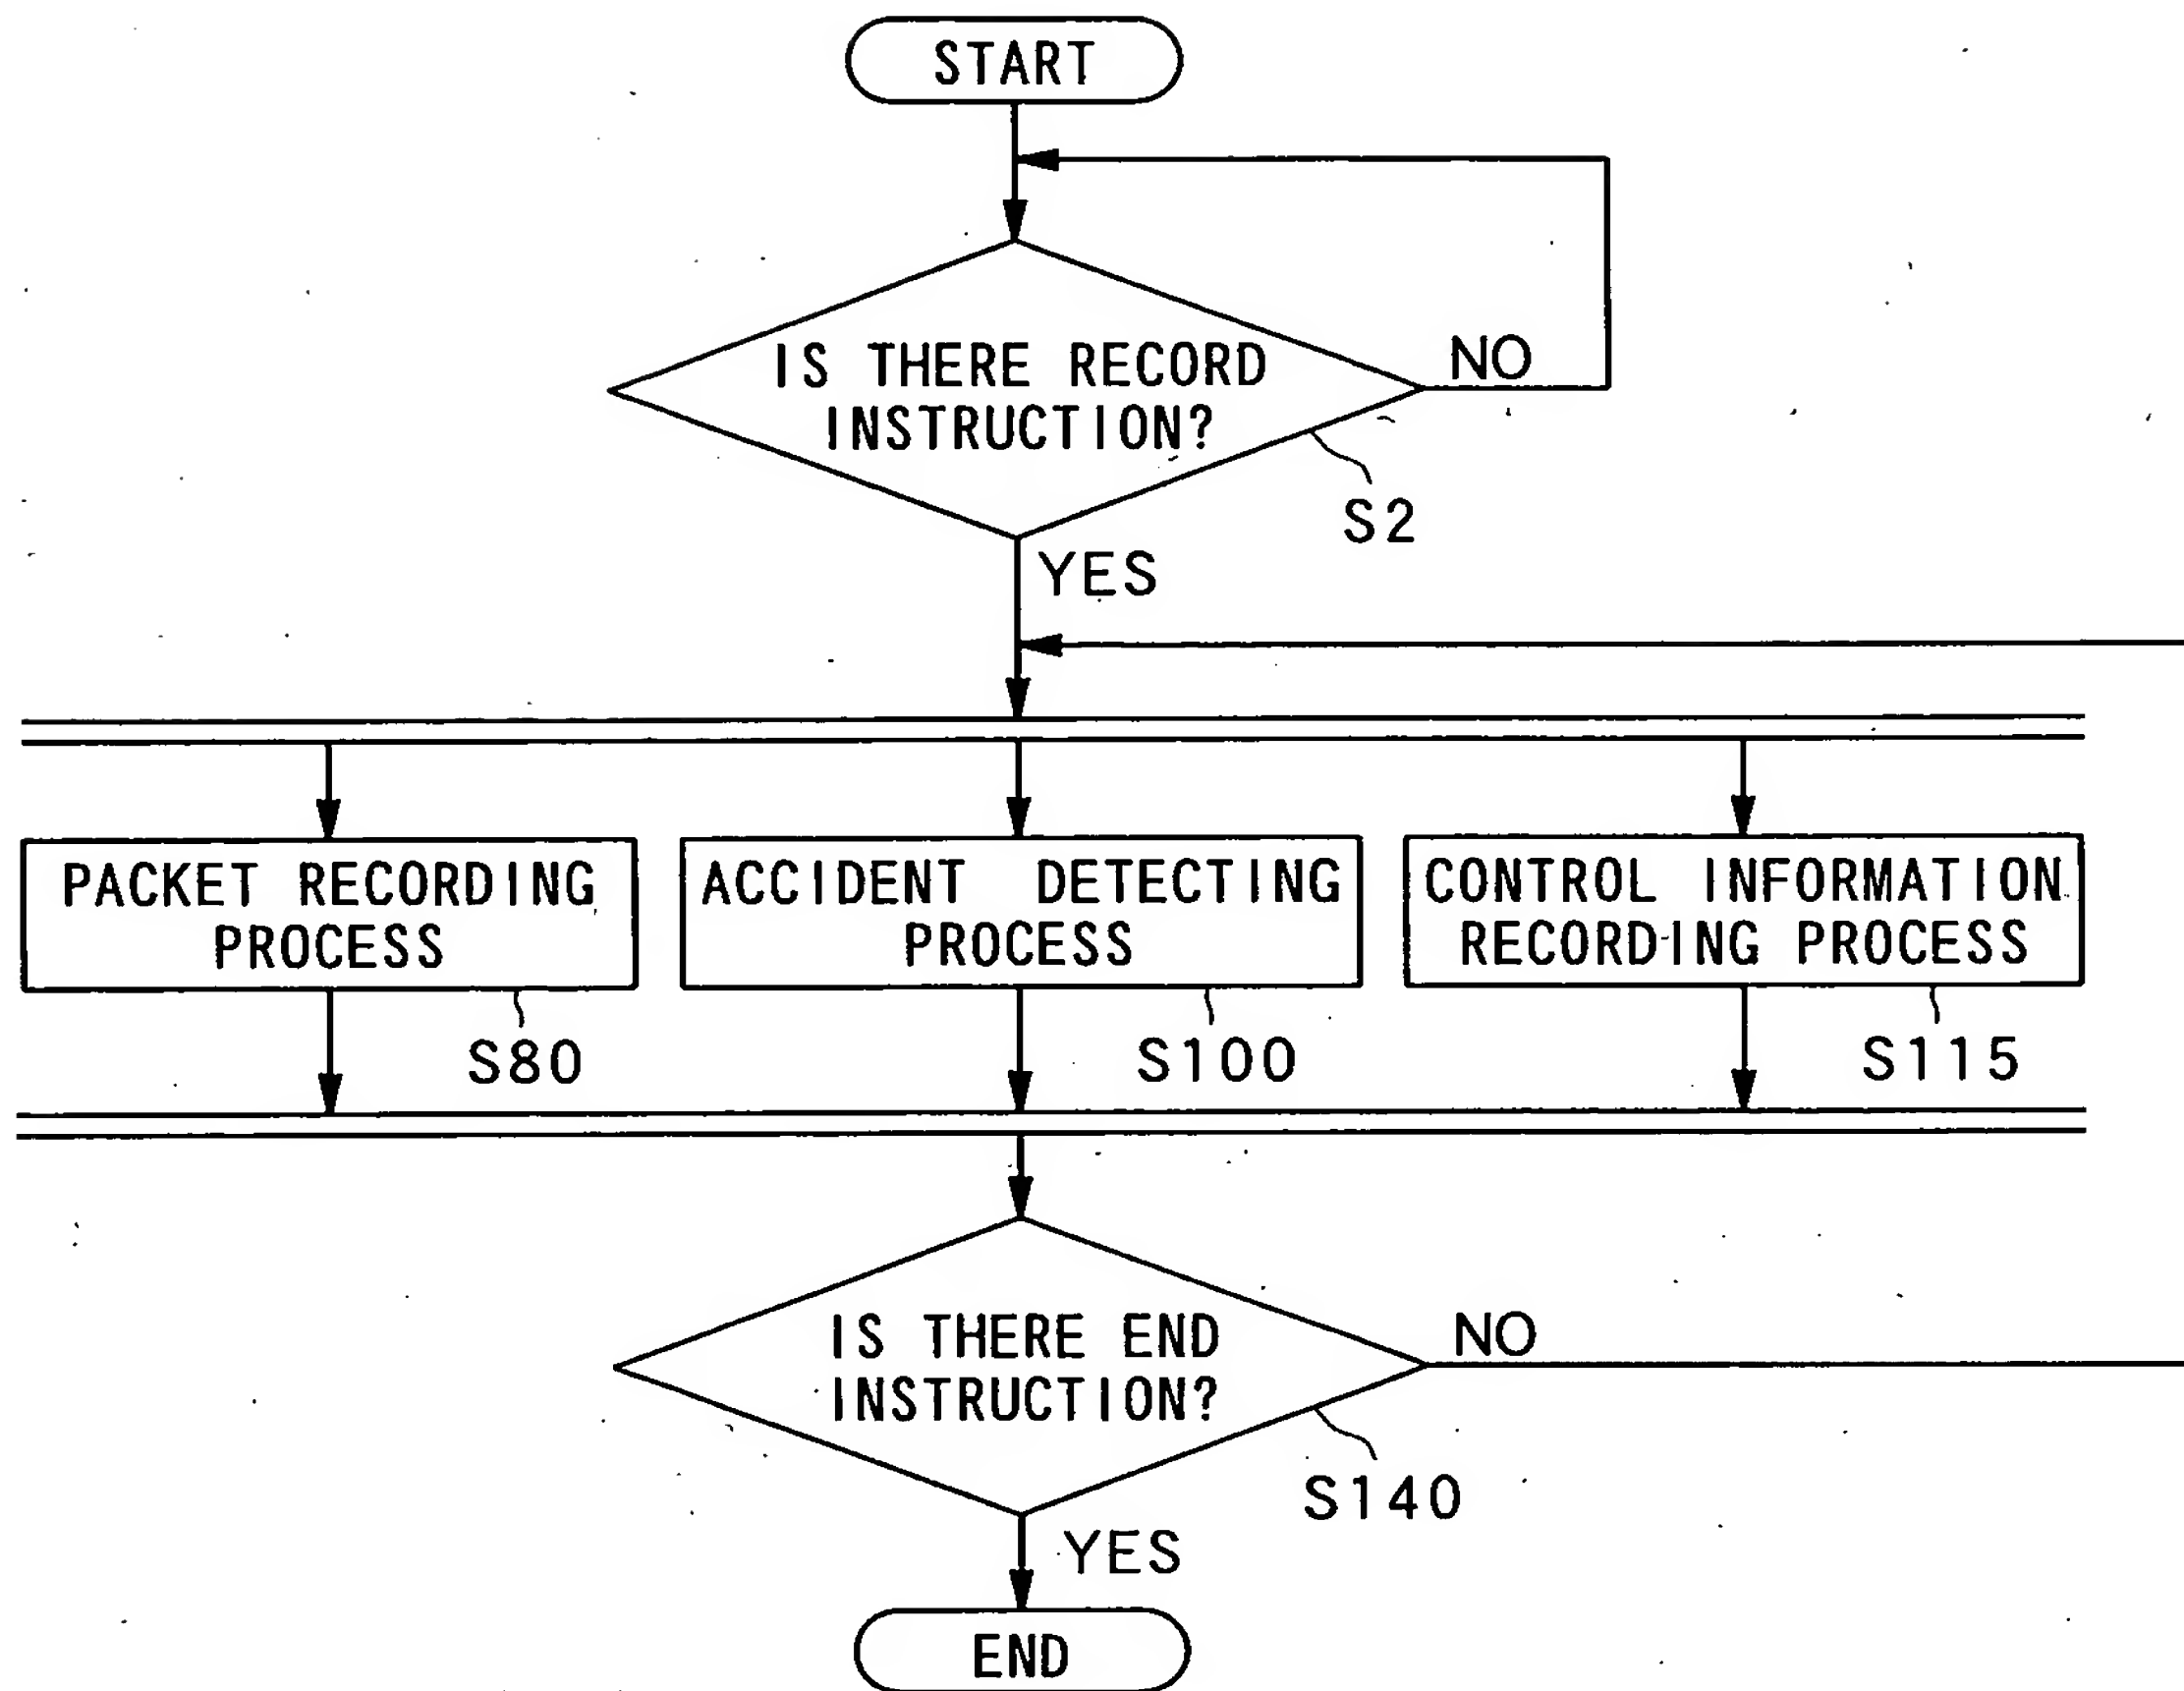 START
IS THERE RECORD
INSTRUCTION?
NO
S2
YES
PACKET RECORDING
PROCESS
S80
ACCIDENT DETECTING
PROCESS
S100
CONTROL INFORMATION
RECORDING PROCESS
S115
IS THERE END
INSTRUCTION?
NO
S140
YES
END